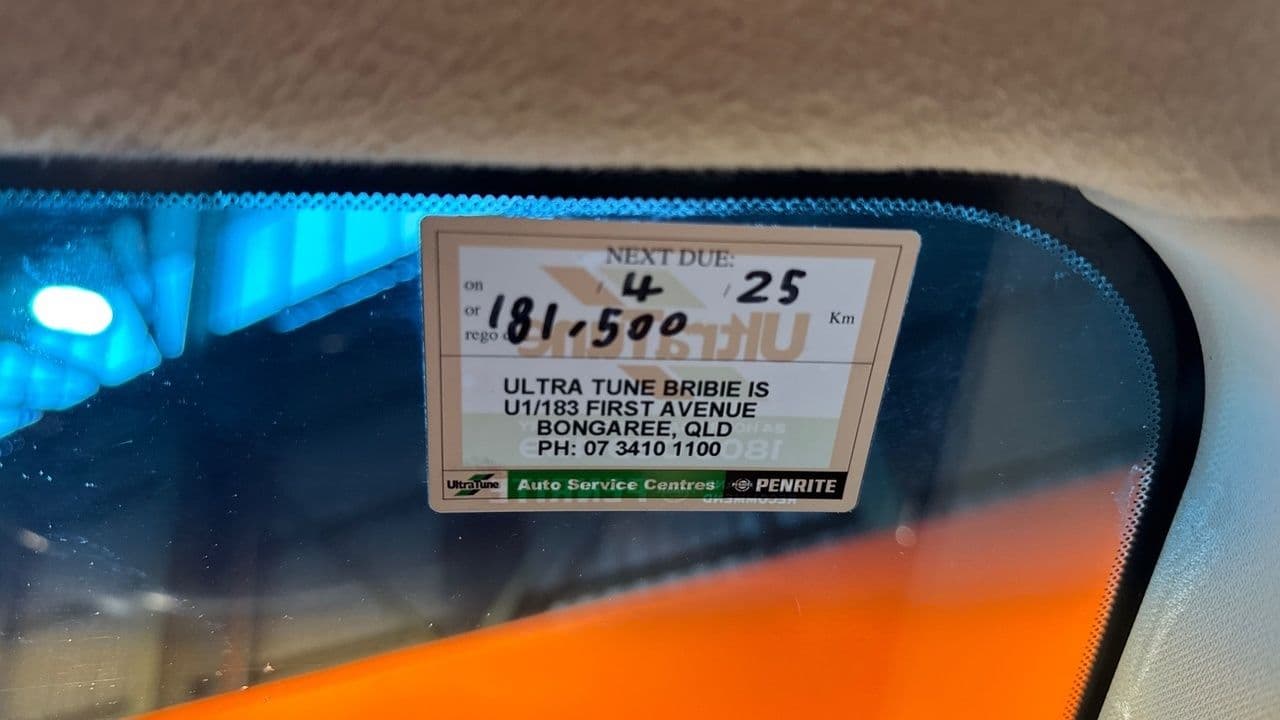 NEXT DUE:
on / 4 / 25
or 181,500 Km
rego
UltraTune
ULTRA TUNE BRIBIE IS
U1/183 FIRST AVENUE
BONGAREE, QLD
PH: 07 3410 1100
UltraTune Auto Service Centres PENRITE